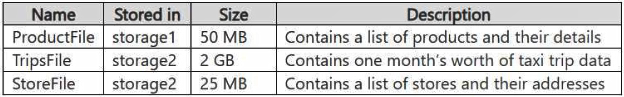 Name Stored in Size Description
ProductFile storage1 50 MB Contains a list of products and their details
TripsFile storage2 2 GB Contains one month's worth of taxi trip data
StoreFile storage2 25 MB Contains a list of stores and their addresses